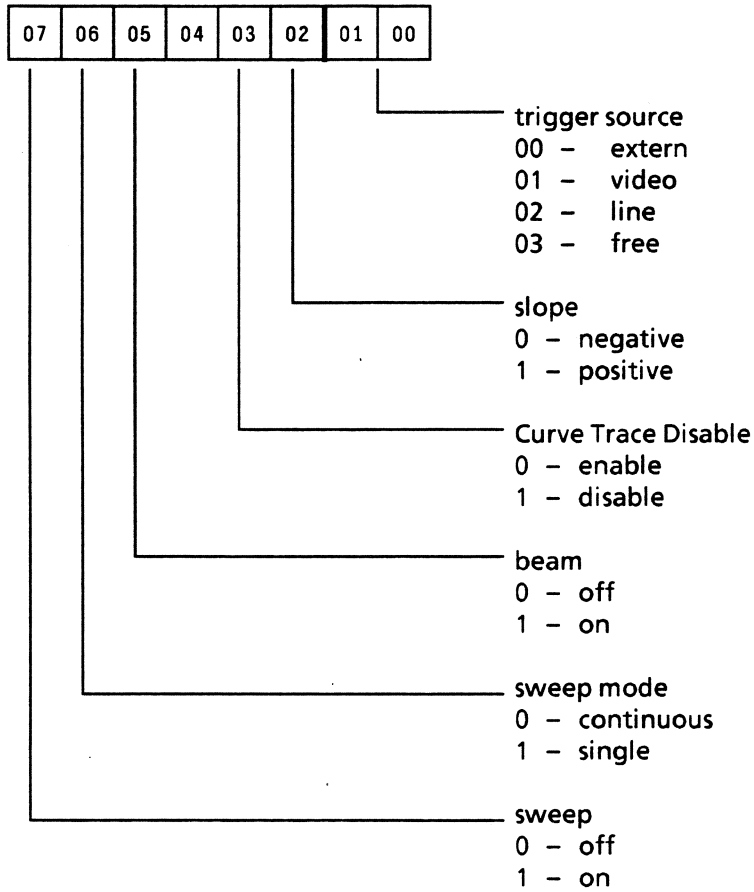 07 06 05 04 03 02 01 00
trigger source
00 – extern
01 – video
02 – line
03 – free
slope
0 – negative
1 – positive
Curve Trace Disable
0 – enable
1 – disable
beam
0 – off
1 – on
sweep mode
0 – continuous
1 – single
sweep
0 – off
1 – on